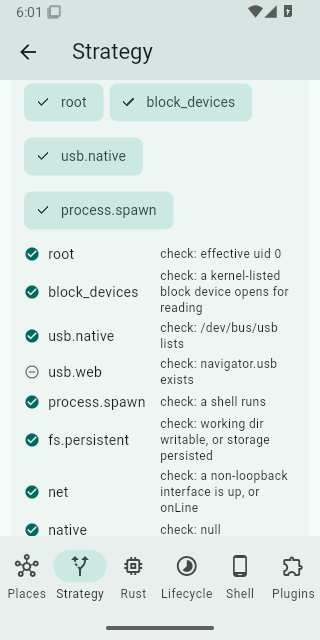 6:01
Strategy
root block_devices
usb.native
process.spawn
root check: effective uid 0
block_devices check: a kernel-listed
block device opens for
reading
usb.native check: /dev/bus/usb
lists
usb.web check: navigator.usb
exists
process.spawn check: a shell runs
fs.persistent check: working dir
writable, or storage
persisted
net check: a non-loopback
interface is up, or
onLine
native check: null
Places Strategy Rust Lifecycle Shell Plugins